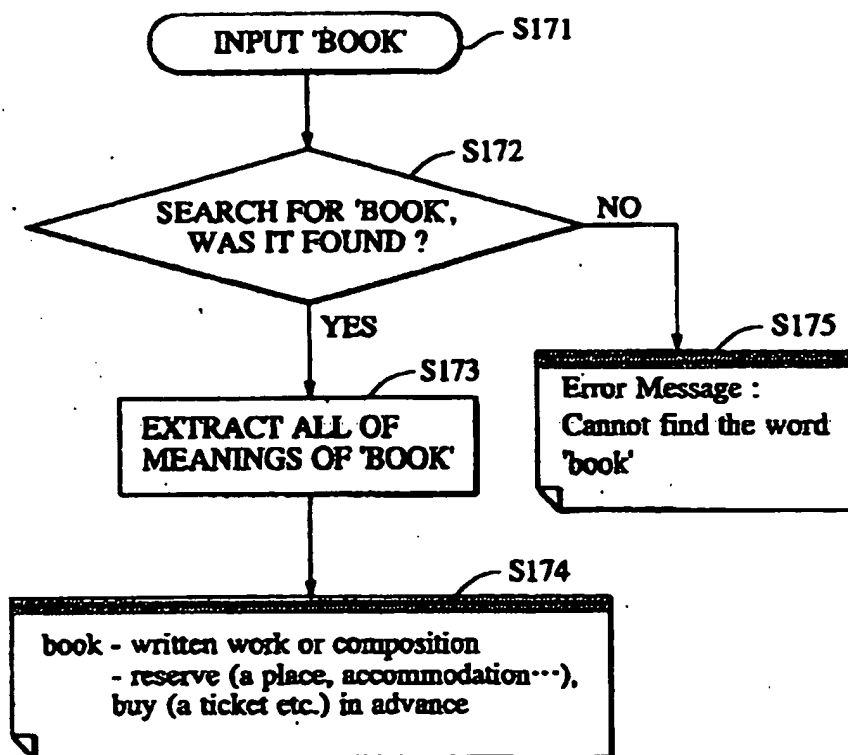 INPUT 'BOOK'
S171
S172
SEARCH FOR 'BOOK',
WAS IT FOUND ?
NO
YES
S175
S173
Error Message :
Cannot find the word
'book'
EXTRACT ALL OF
MEANINGS OF 'BOOK'
S174
book - written work or composition
- reserve (a place, accommodation···),
buy (a ticket etc.) in advance